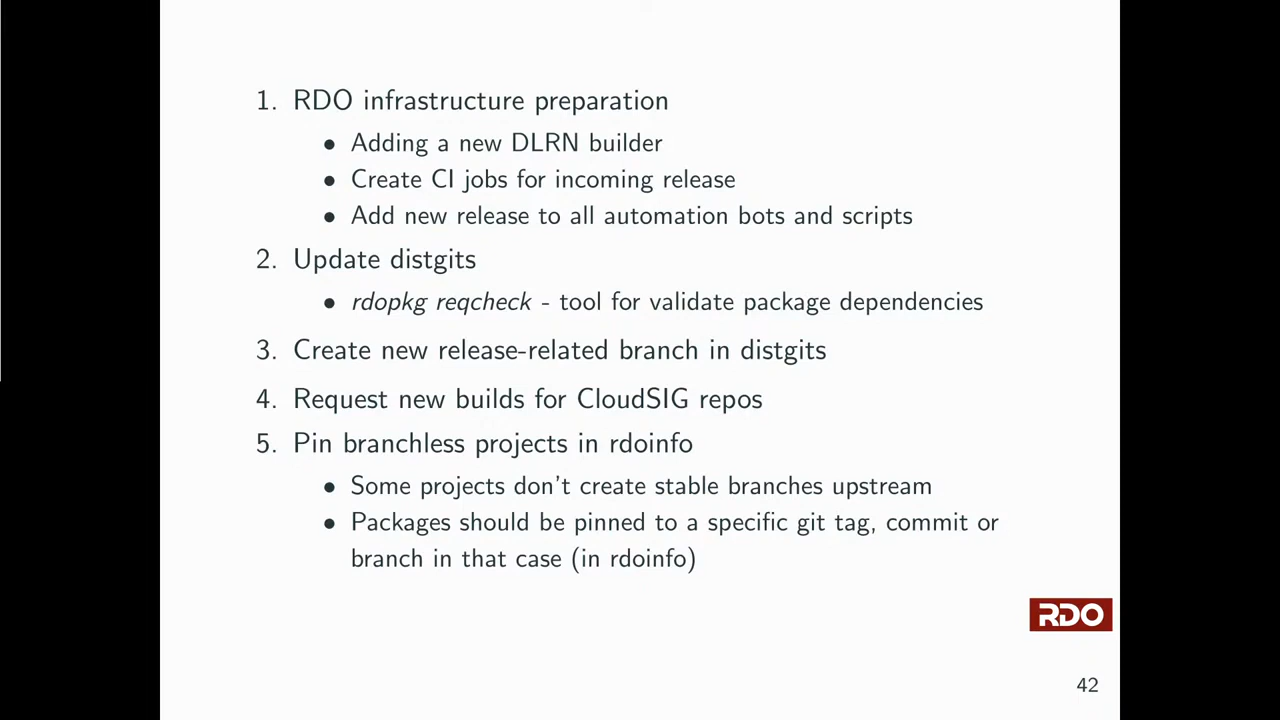 1. RDO infrastructure preparation
• Adding a new DLRN builder
• Create CI jobs for incoming release
• Add new release to all automation bots and scripts
2. Update distgits
• rdopkg reqcheck - tool for validate package dependencies
3. Create new release-related branch in distgits
4. Request new builds for CloudSIG repos
5. Pin branchless projects in rdoinfo
• Some projects don't create stable branches upstream
• Packages should be pinned to a specific git tag, commit or
branch in that case (in rdoinfo)
RDO
42